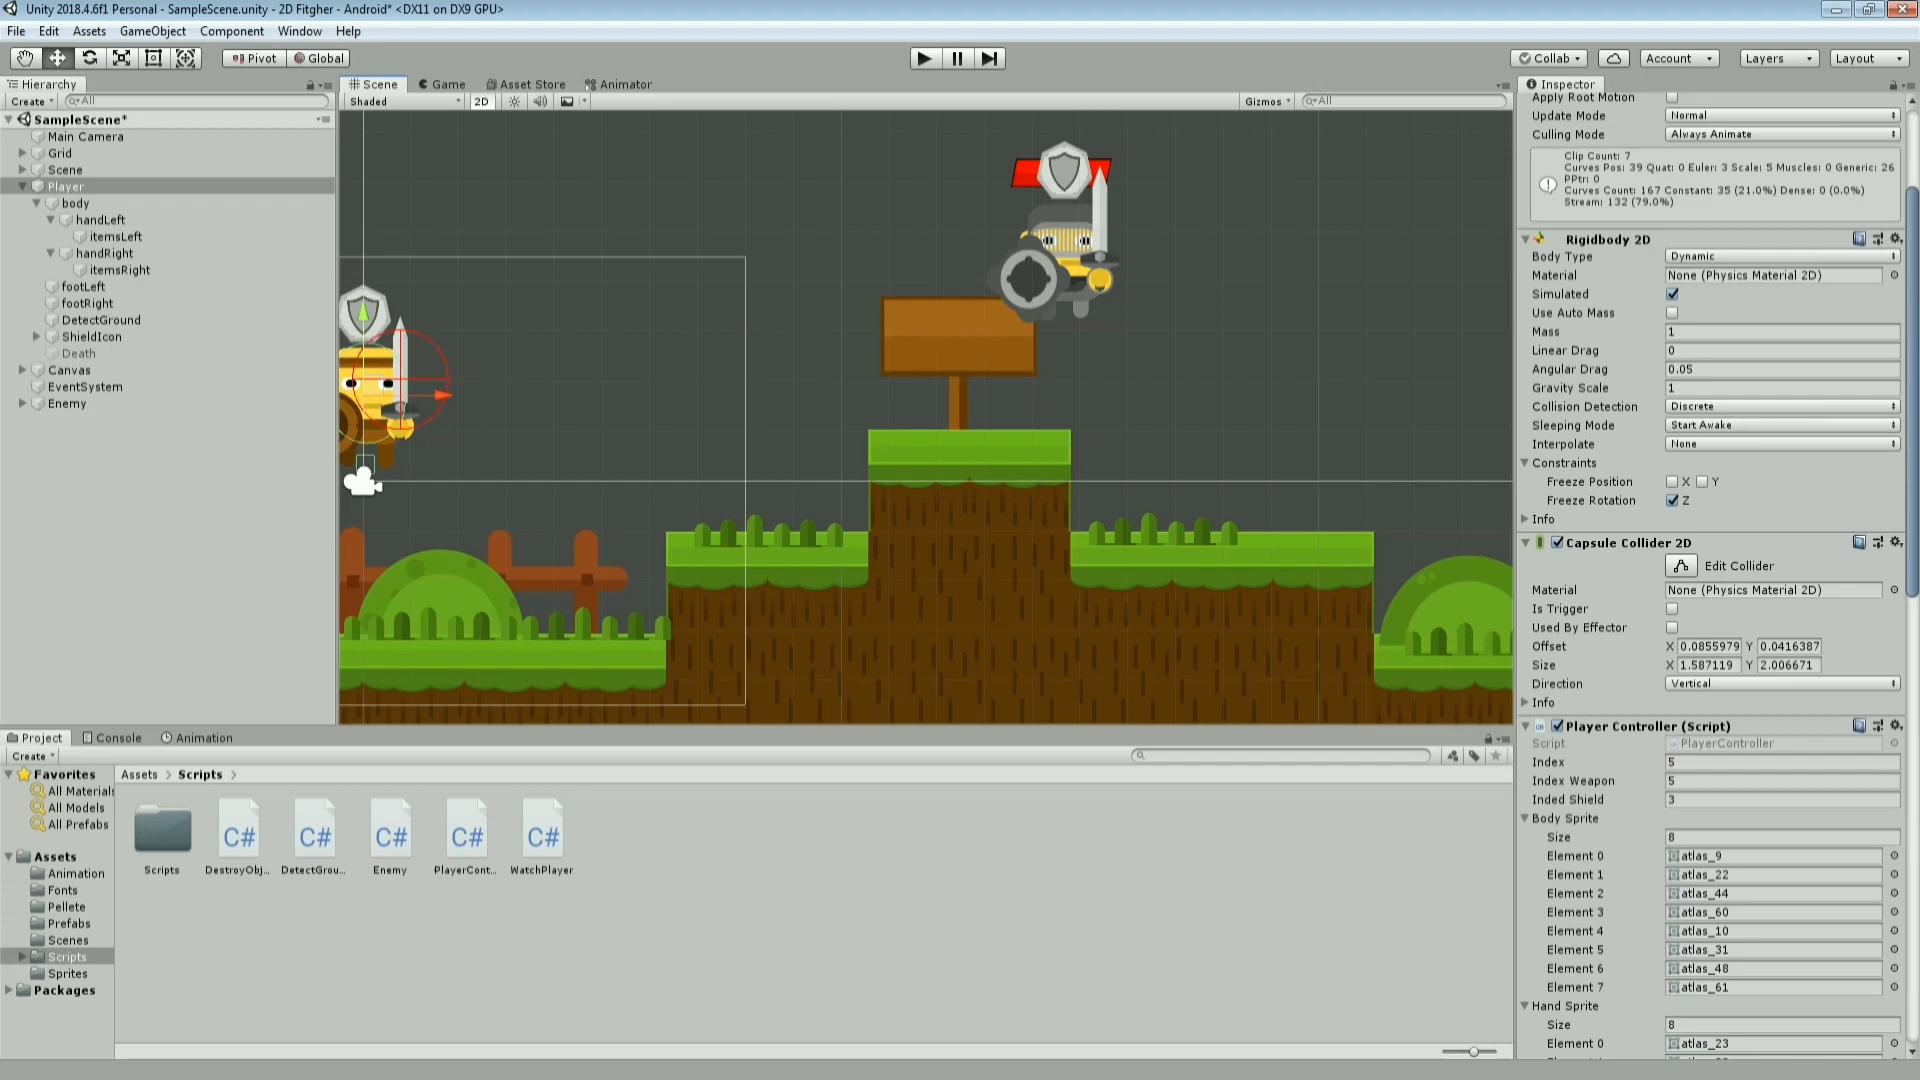 Unity 2018.4.6f1 Personal - SampleScene.unity - 2D Fitgher - Android* <DX11 on DX9 GPU>
File Edit Assets GameObject Component Window Help
Pivot Global Collab Account Layers Layout
Hierarchy
Create All
SampleScene*
Main Camera
Grid
Scene
Player
body
handLeft
itemsLeft
handRight
itemsRight
footLeft
footRight
DetectGround
ShieldIcon
Death
Canvas
EventSystem
Enemy
Scene Game Asset Store Animator
Shaded 2D Gizmos All
Inspector
Apply Root Motion
Update Mode Normal
Culling Mode Always Animate
Clip Count: 7
Curves Pos: 39 Quat: 0 Euler: 3 Scale: 5 Muscles: 0 Generic: 26
PPtr: 0
Curves Count: 167 Constant: 35 (21.0%) Dense: 0 (0.0%)
Stream: 132 (79.0%)
Rigidbody 2D
Body Type Dynamic
Material None (Physics Material 2D)
Simulated
Use Auto Mass
Mass 1
Linear Drag 0
Angular Drag 0.05
Gravity Scale 1
Collision Detection Discrete
Sleeping Mode Start Awake
Interpolate None
Constraints
Freeze Position X Y
Freeze Rotation Z
Info
Capsule Collider 2D
Edit Collider
Material None (Physics Material 2D)
Is Trigger
Used By Effector
Offset X 0.0855979 Y 0.0416387
Size X 1.587119 Y 2.006671
Direction Vertical
Info
Player Controller (Script)
Script PlayerController
Index 5
Index Weapon 5
Inded Shield 3
Body Sprite
Size 8
Element 0 atlas_9
Element 1 atlas_22
Element 2 atlas_44
Element 3 atlas_60
Element 4 atlas_10
Element 5 atlas_31
Element 6 atlas_48
Element 7 atlas_61
Hand Sprite
Size 8
Element 0 atlas_23
Project Console Animation
Create
Favorites
All Materials
All Models
All Prefabs
Assets
Animation
Fonts
Pellete
Prefabs
Scenes
Scripts
Sprites
Packages
Assets > Scripts >
Scripts DestroyObj... DetectGrou... Enemy PlayerCont... WatchPlayer
C# C# C# C# C#